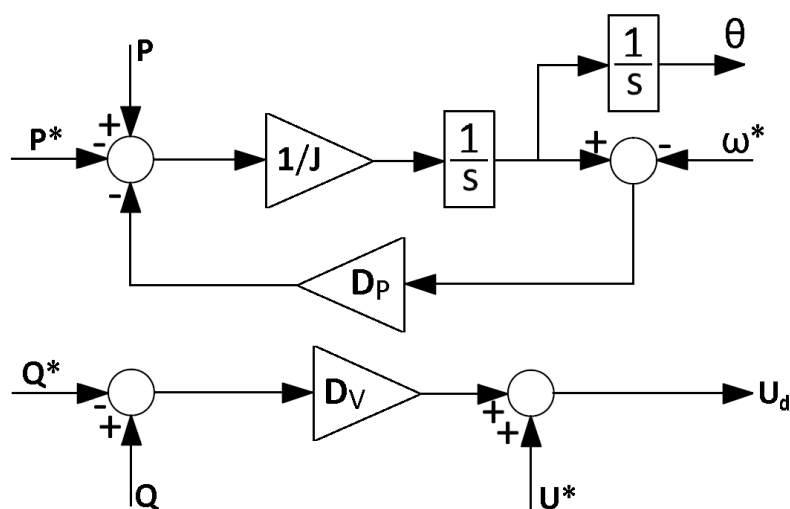 P
P*
+
-
-
1/J
1
s
1
s
θ
+
-
ω*
DP
Q*
-
+
Q
DV
+
+
U*
Ud